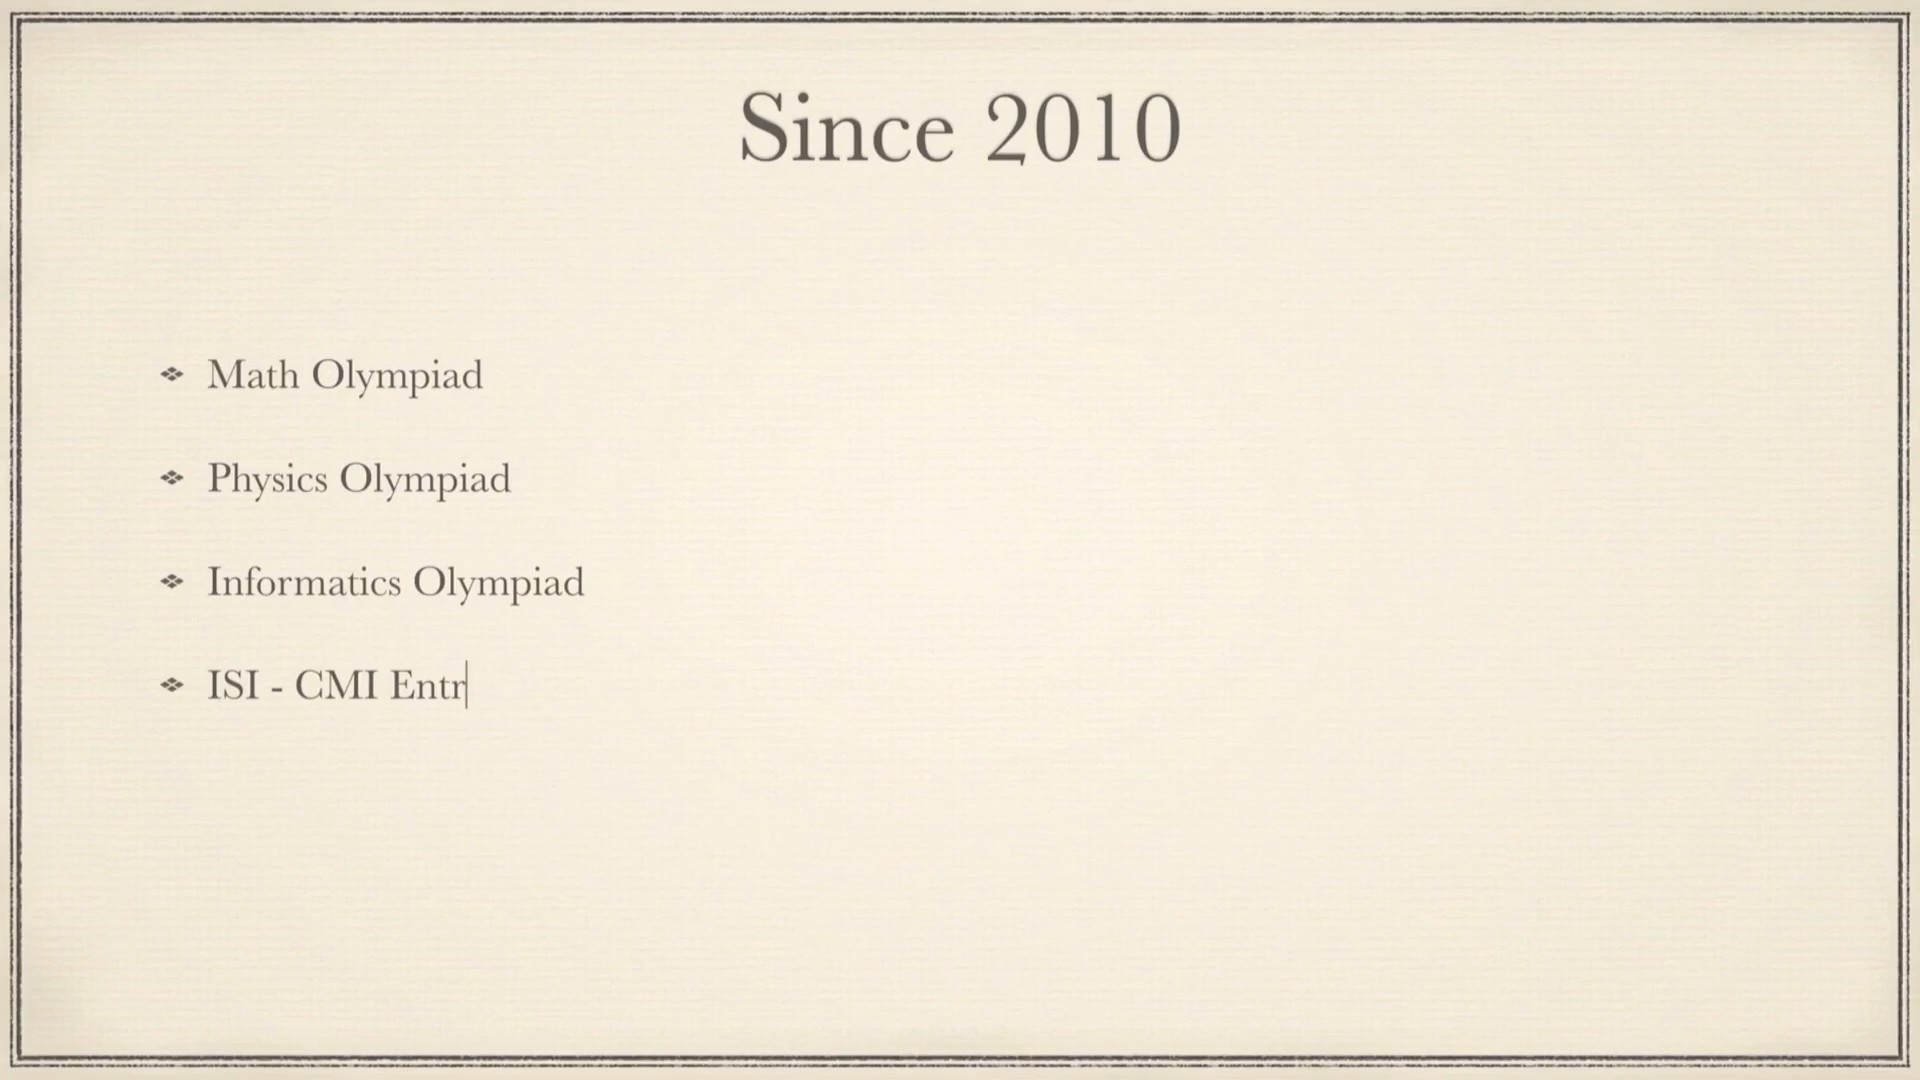 Since 2010
Math Olympiad
Physics Olympiad
Informatics Olympiad
ISI - CMI Entr